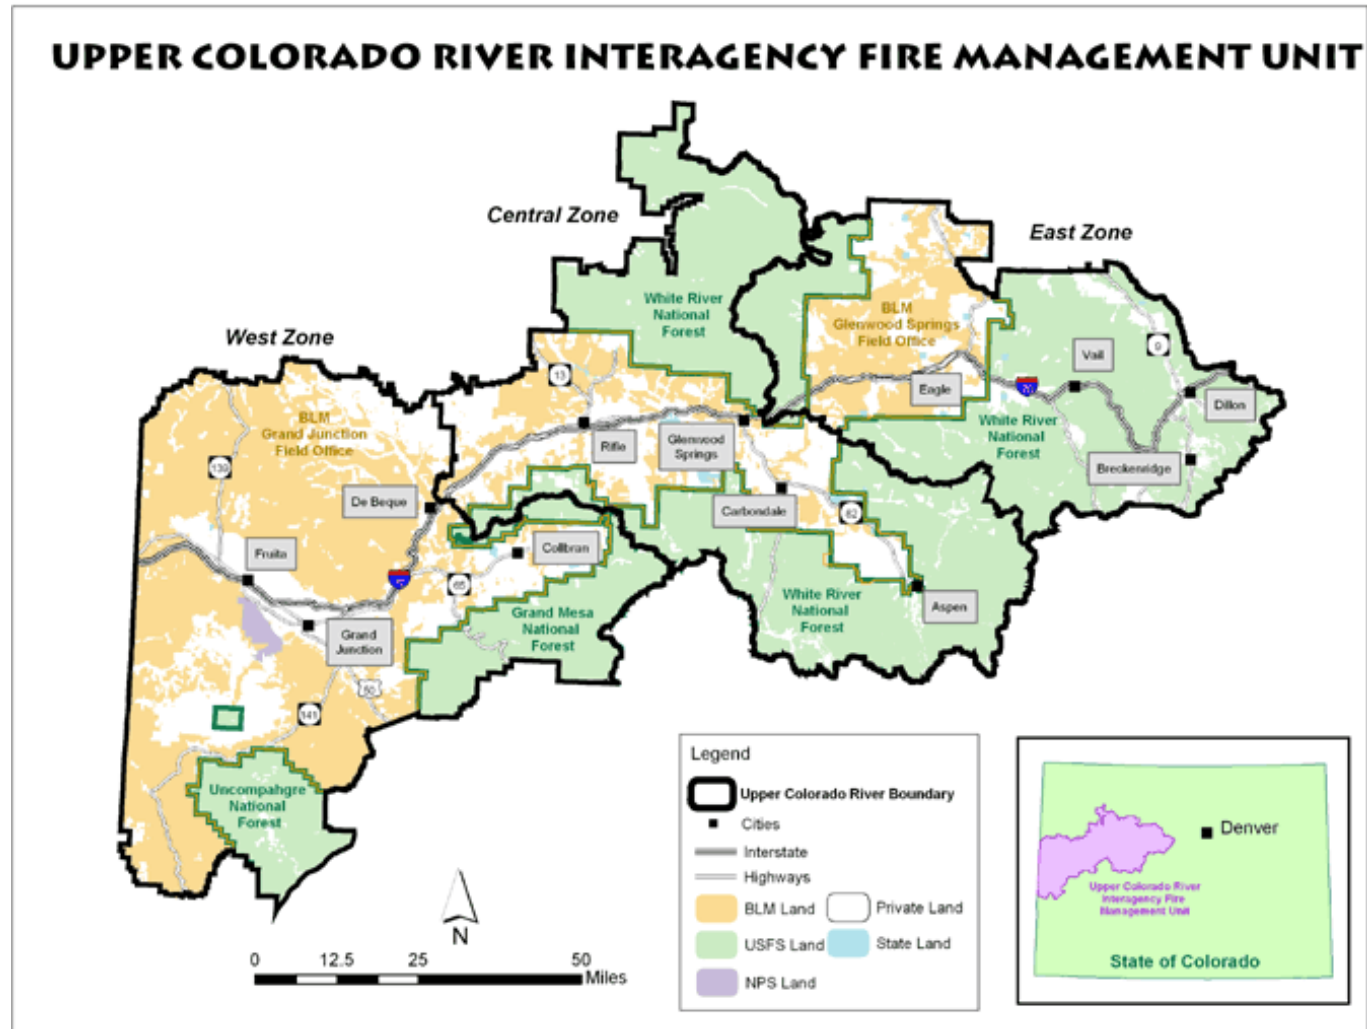 UPPER COLORADO RIVER INTERAGENCY FIRE MANAGEMENT UNIT
Central Zone
East Zone
West Zone
White River
National
Forest
BLM
Glenwood Springs
Field Office
Vail
9
13
Eagle
70
Dillon
BLM
Grand Junction
Field Office
Rifle
Glenwood
Springs
White River
National
Forest
Breckenridge
139
De Beque
Carbondale
82
Fruita
Collbran
65
White River
National
Forest
Aspen
Grand Mesa
National
Forest
Grand
Junction
50
141
Uncompahgre
National
Forest
Legend
Upper Colorado River Boundary
Cities
Interstate
Highways
BLM Land
Private Land
USFS Land
State Land
NPS Land
N
0 12.5 25 50
Miles
Denver
Upper Colorado River
Interagency Fire
Management Unit
State of Colorado